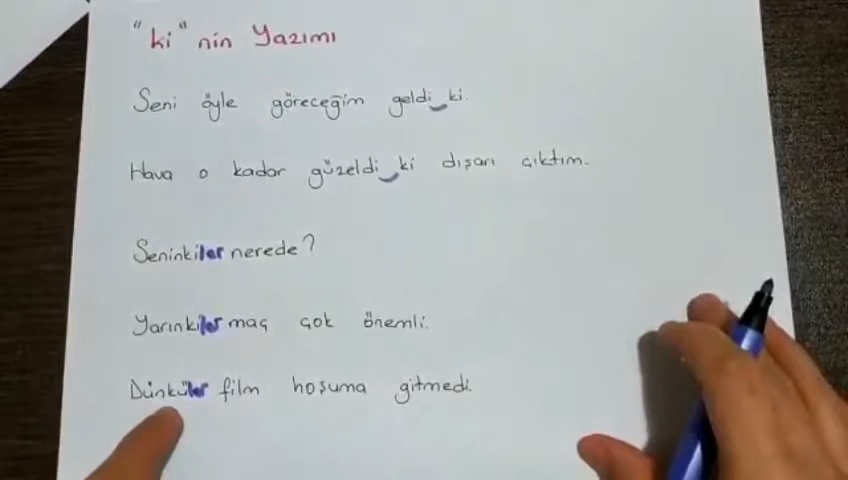 "ki" nin Yazımı
Seni öyle göreceğim geldi ki.
Hava o kadar güzeldi ki dışarı çıktım.
Seninkiler nerede?
Yarınkiler maç çok önemli.
Dünküler film hoşuma gitmedi.